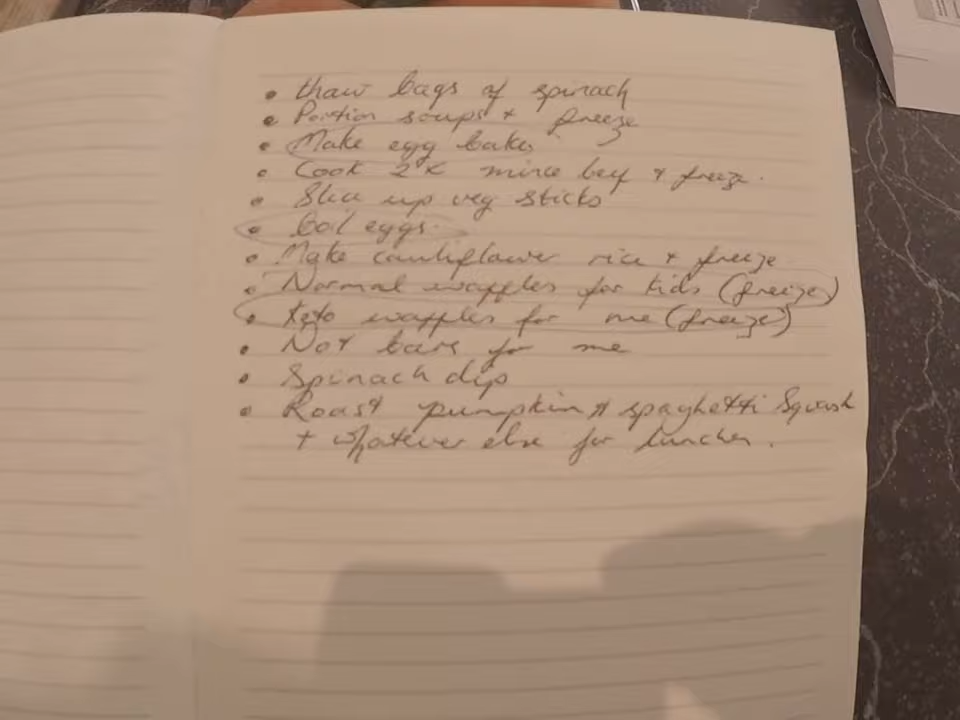 • thaw bags of spinach
• Portion soups + freeze
• Make egg bake
• Cook 2x mince beef + freeze.
• Slice up veg sticks
• boil eggs.
• Make cauliflower rice + freeze
• Normal waffles for kids (freeze)
• Keto waffles for me (freeze)
• Nut bars for me
• Spinach dip
• Roast pumpkin + spaghetti Squash
+ whatever else for lunches.